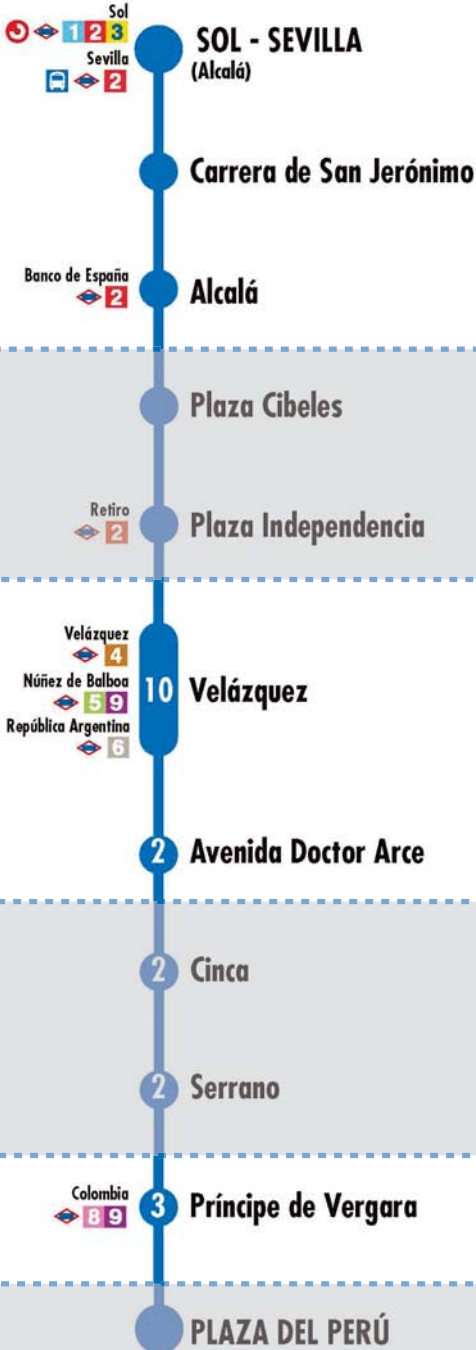 Sol
1 2 3
SOL - SEVILLA
Sevilla
(Alcalá)
2
Carrera de San Jerónimo
Banco de España
2
Alcalá
Plaza Cibeles
Retiro
2
Plaza Independencia
Velázquez
4
Núñez de Balboa
5 9
República Argentina
6
10 Velázquez
2 Avenida Doctor Arce
2 Cinca
2 Serrano
Colombia
8 9
3 Príncipe de Vergara
PLAZA DEL PERÚ